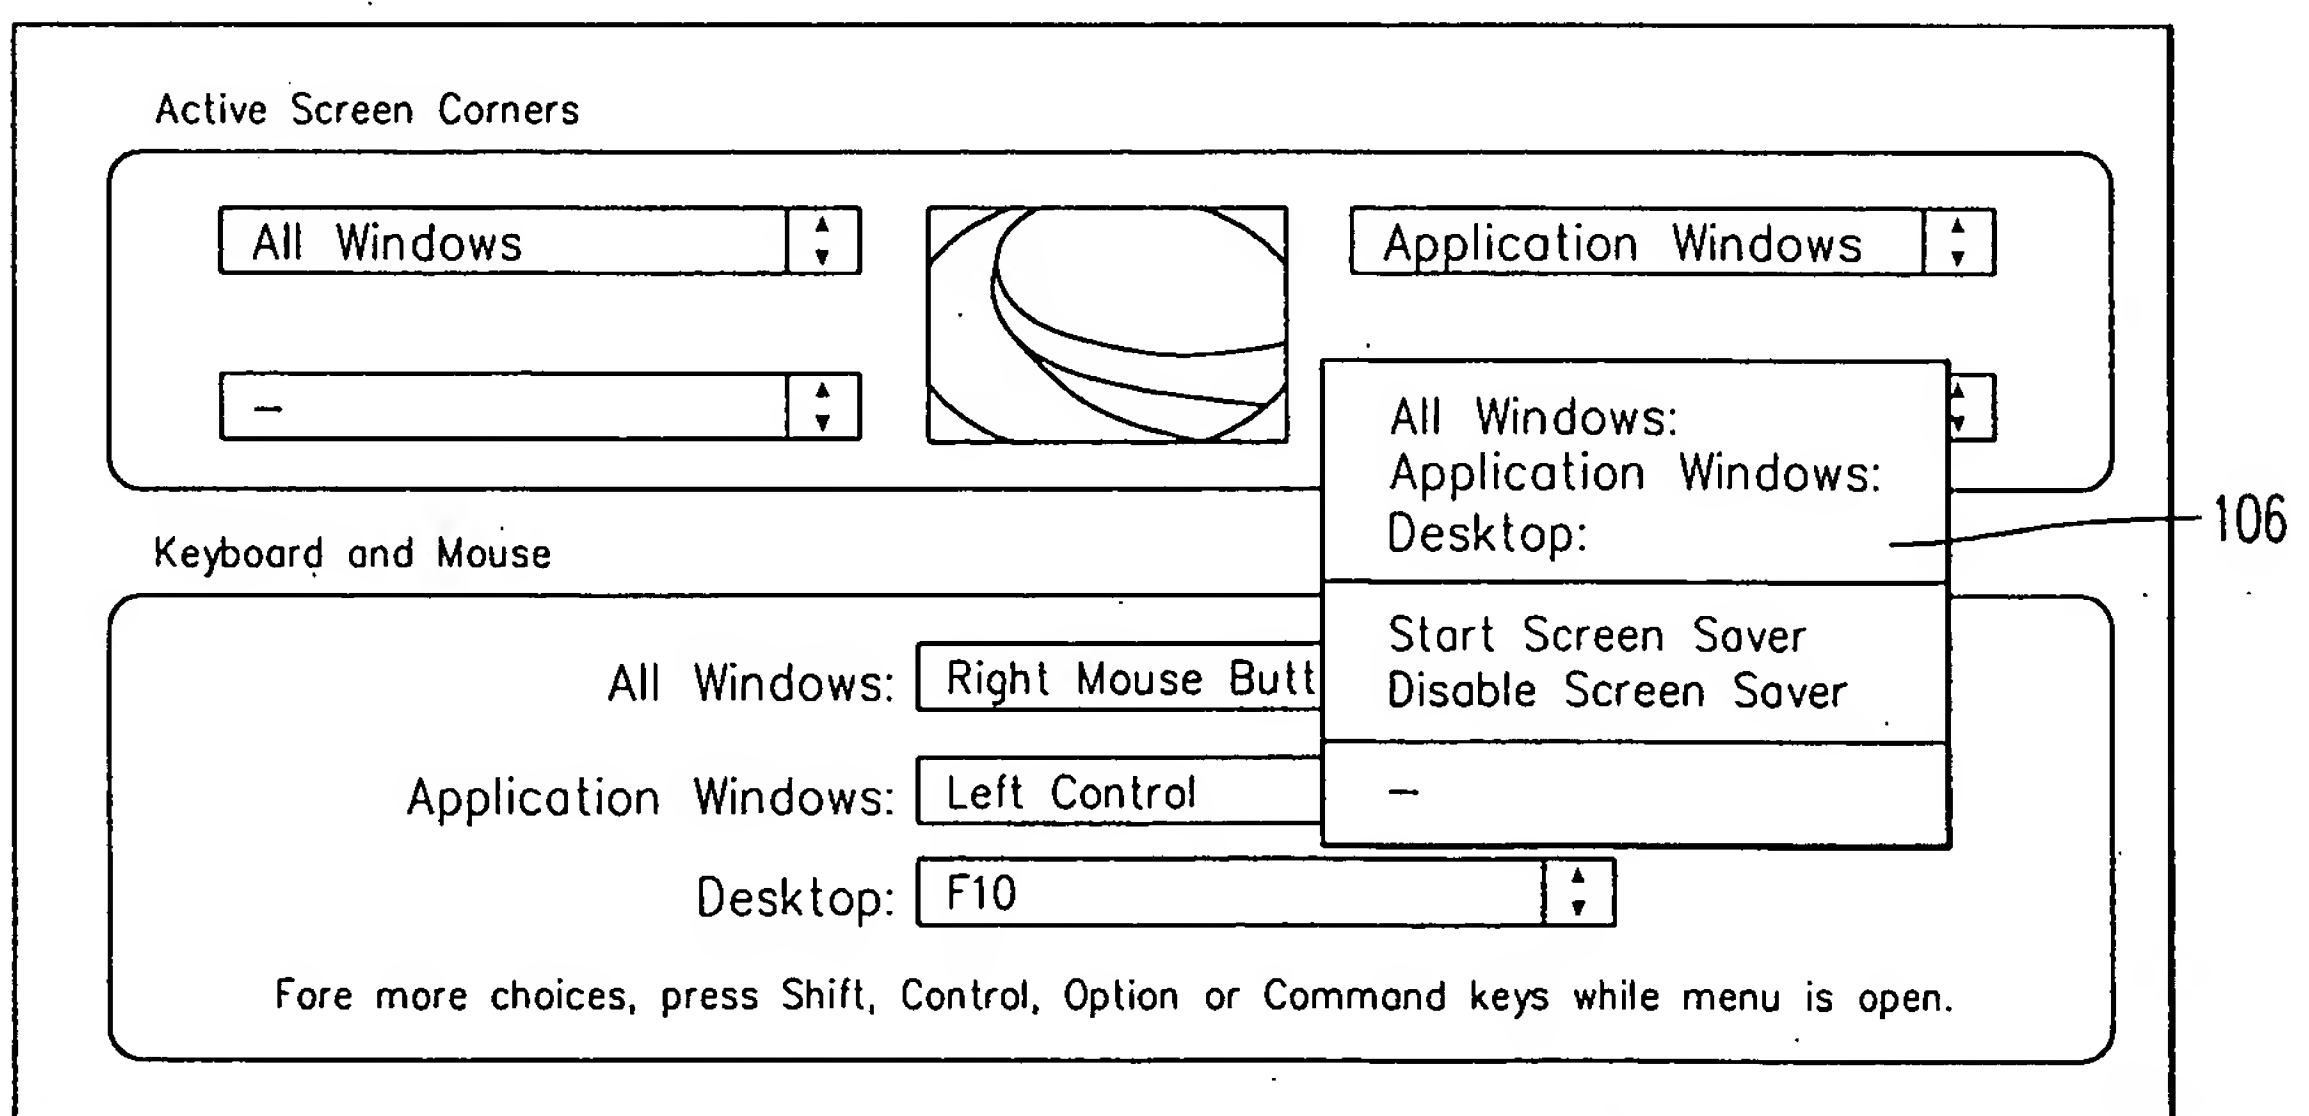 Active Screen Corners
All Windows
Application Windows
–
All Windows:
Application Windows:
Desktop:
106
Start Screen Saver
Disable Screen Saver
–
Keyboard and Mouse
All Windows: Right Mouse Butt
Application Windows: Left Control
Desktop: F10
Fore more choices, press Shift, Control, Option or Command keys while menu is open.